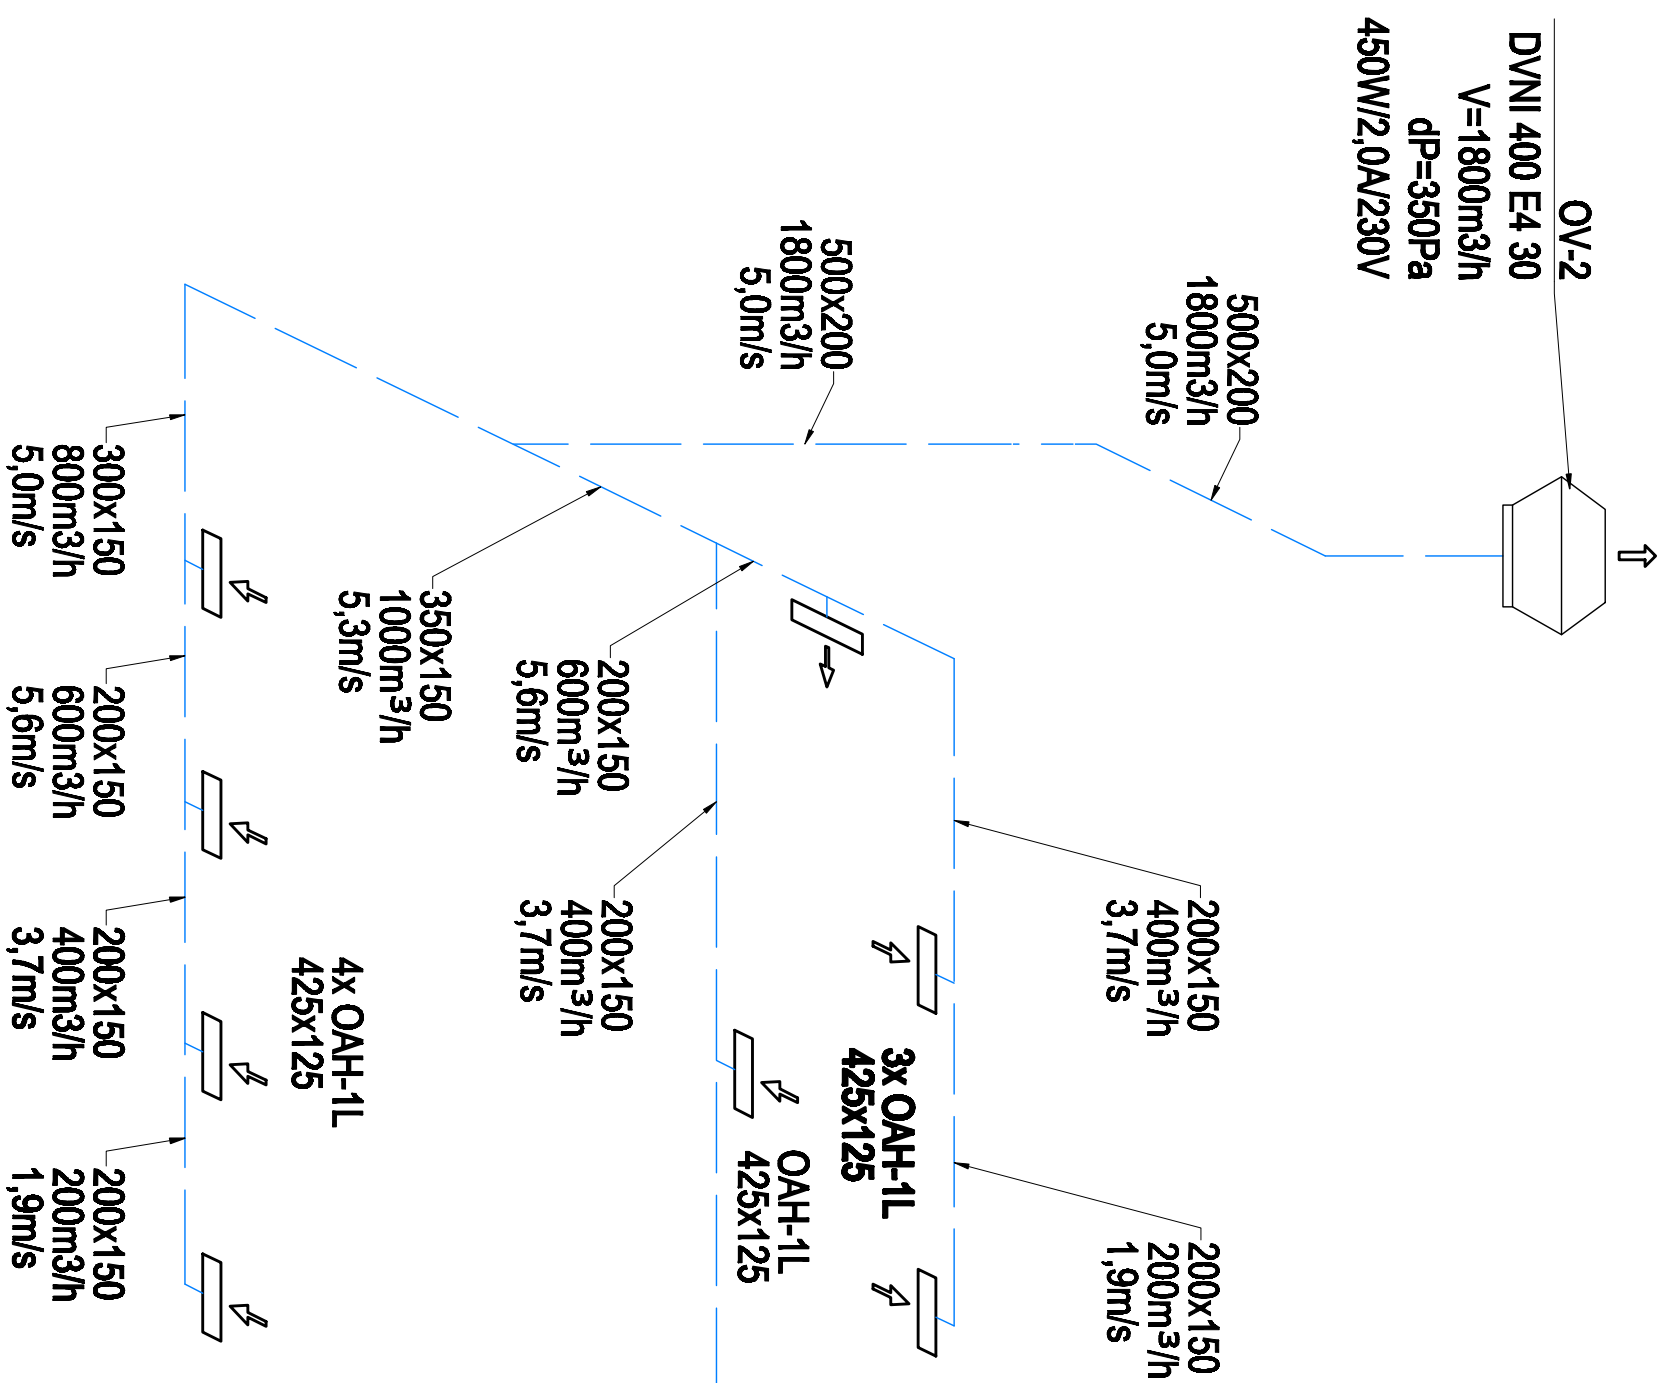 OV-2
DVNI 400 E4 30
V=1800m3/h
dP=350Pa
450W/2,0A/230V
500x200
1800m3/h
5,0m/s
500x200
1800m3/h
5,0m/s
200x150
400m³/h
3,7m/s
200x150
200m³/h
1,9m/s
3x OAH-1L
425x125
OAH-1L
425x125
200x150
600m³/h
5,6m/s
200x150
400m³/h
3,7m/s
350x150
1000m³/h
5,3m/s
4x OAH-1L
425x125
300x150
800m3/h
5,0m/s
200x150
600m3/h
5,6m/s
200x150
400m3/h
3,7m/s
200x150
200m3/h
1,9m/s